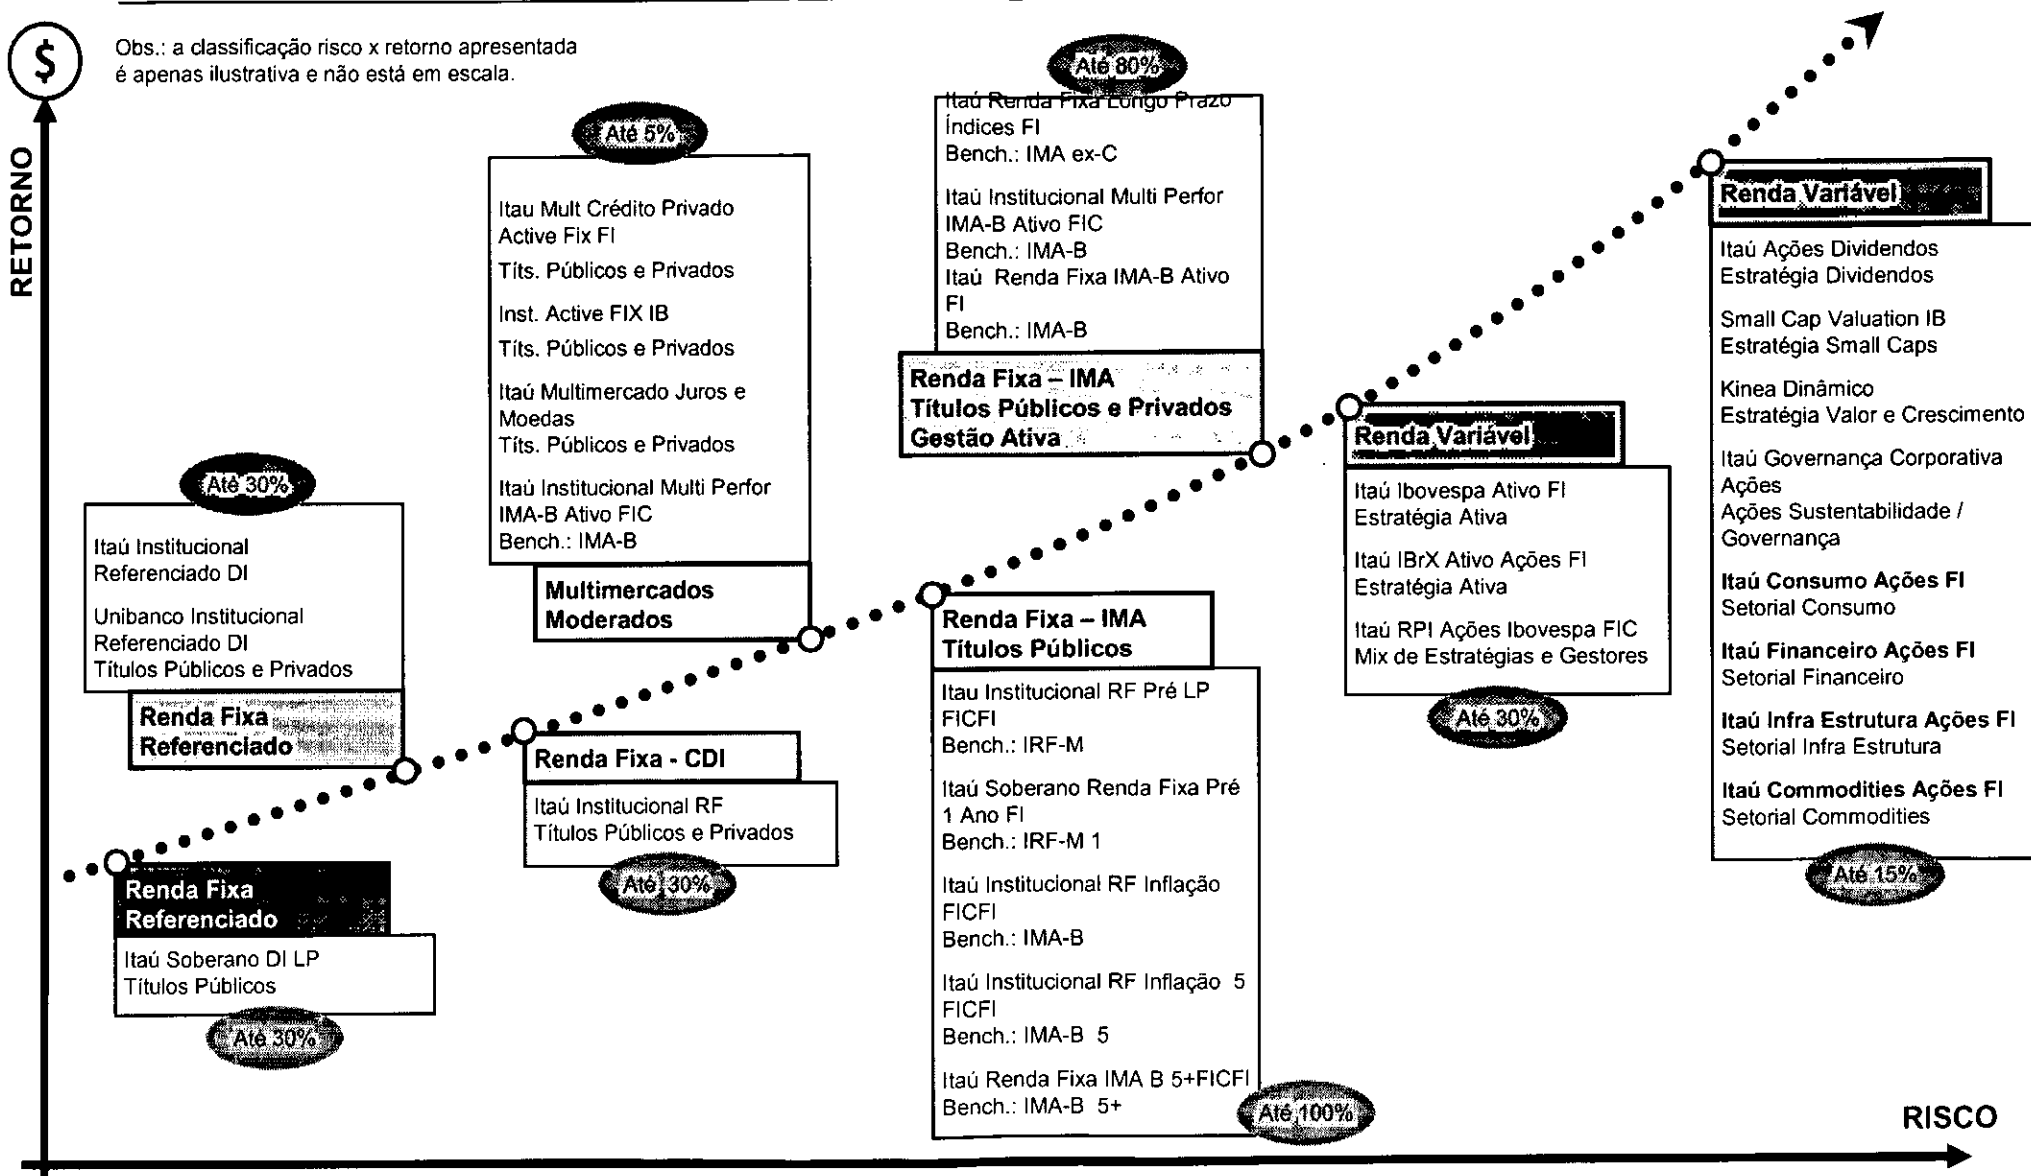 $
Obs.: a classificação risco x retorno apresentada
é apenas ilustrativa e não está em escala.
RETORNO
Até 30%
Itaú Institucional
Referenciado DI
Unibanco Institucional
Referenciado DI
Títulos Públicos e Privados
Renda Fixa
Referenciado
Renda Fixa
Referenciado
Itaú Soberano DI LP
Títulos Públicos
Até 30%
Até 5%
Itau Mult Crédito Privado
Active Fix FI
Títs. Públicos e Privados
Inst. Active FIX IB
Títs. Públicos e Privados
Itaú Multimercado Juros e
Moedas
Títs. Públicos e Privados
Itaú Institucional Multi Perfor
IMA-B Ativo FIC
Bench.: IMA-B
Multimercados
Moderados
Renda Fixa - CDI
Itaú Institucional RF
Títulos Públicos e Privados
Até 30%
Até 80%
Itaú Renda Fixa Longo Prazo
Índices FI
Bench.: IMA ex-C
Itaú Institucional Multi Perfor
IMA-B Ativo FIC
Bench.: IMA-B
Itaú Renda Fixa IMA-B Ativo
FI
Bench.: IMA-B
Renda Fixa – IMA
Títulos Públicos e Privados
Gestão Ativa
Renda Fixa – IMA
Títulos Públicos
Itau Institucional RF Pré LP
FICFI
Bench.: IRF-M
Itaú Soberano Renda Fixa Pré
1 Ano FI
Bench.: IRF-M 1
Itaú Institucional RF Inflação
FICFI
Bench.: IMA-B
Itaú Institucional RF Inflação 5
FICFI
Bench.: IMA-B 5
Itaú Renda Fixa IMA B 5+FICFI
Bench.: IMA-B 5+
Até 100%
Renda Variável
Itaú Ibovespa Ativo FI
Estratégia Ativa
Itaú IBrX Ativo Ações FI
Estratégia Ativa
Itaú RPI Ações Ibovespa FIC
Mix de Estratégias e Gestores
Até 30%
Renda Variável
Itaú Ações Dividendos
Estratégia Dividendos
Small Cap Valuation IB
Estratégia Small Caps
Kinea Dinâmico
Estratégia Valor e Crescimento
Itaú Governança Corporativa
Ações
Ações Sustentabilidade /
Governança
Itaú Consumo Ações FI
Setorial Consumo
Itaú Financeiro Ações FI
Setorial Financeiro
Itaú Infra Estrutura Ações FI
Setorial Infra Estrutura
Itaú Commodities Ações FI
Setorial Commodities
Até 15%
RISCO